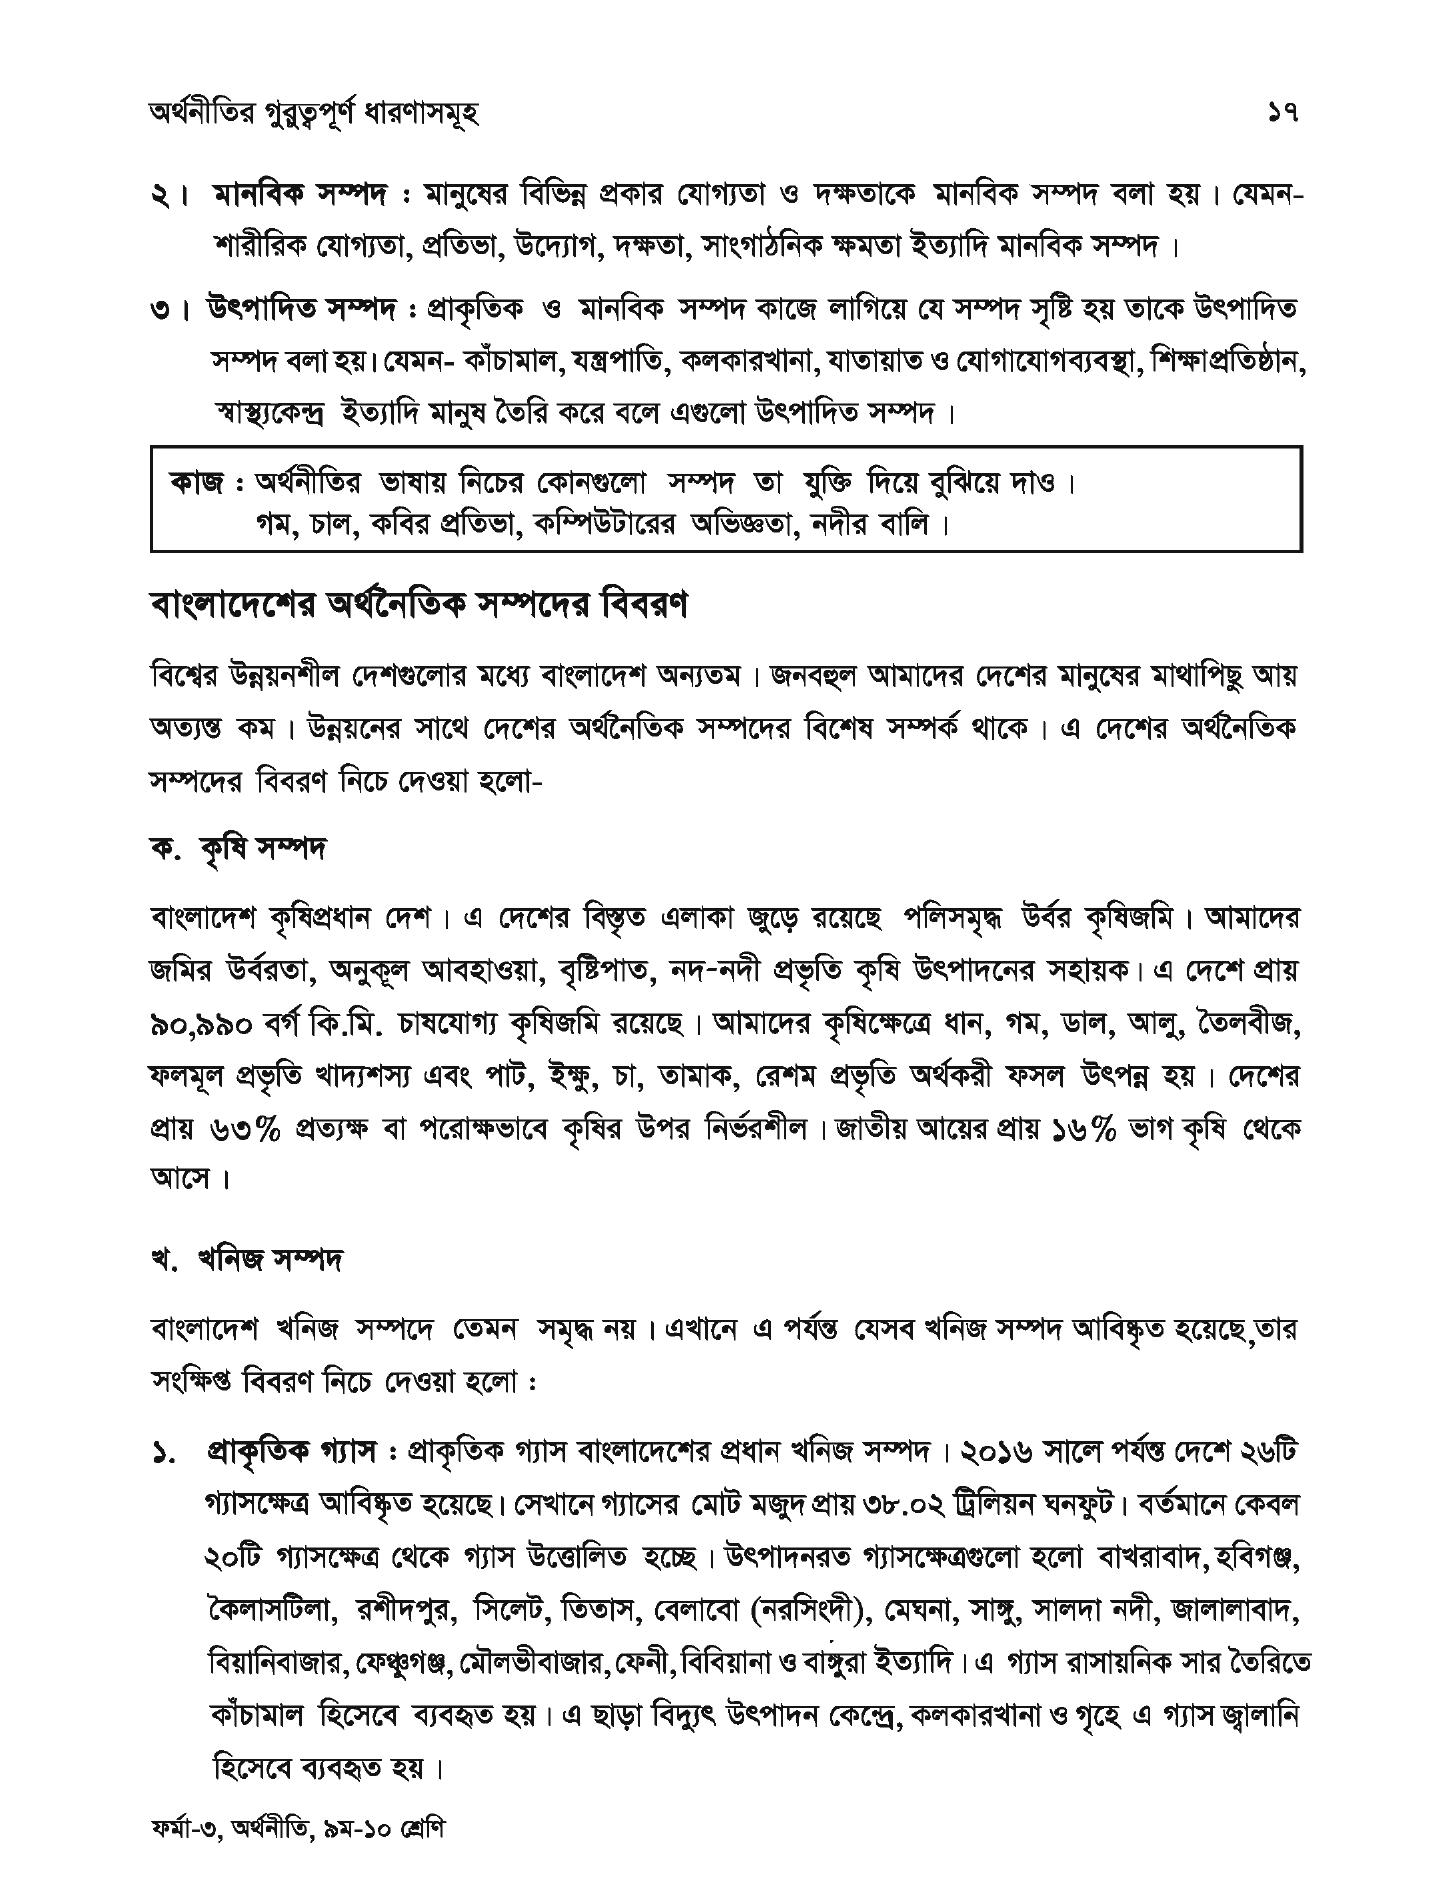 অর্থনীতির গুরুত্বপূর্ণ ধারণাসমূহ ১৭
২। মানবিক সম্পদ : মানুষের বিভিন্ন প্রকার যোগ্যতা ও দক্ষতাকে মানবিক সম্পদ বলা হয়। যেমন-
শারীরিক যোগ্যতা, প্রতিভা, উদ্যোগ, দক্ষতা, সাংগাঠনিক ক্ষমতা ইত্যাদি মানবিক সম্পদ।
৩। উৎপাদিত সম্পদ : প্রাকৃতিক ও মানবিক সম্পদ কাজে লাগিয়ে যে সম্পদ সৃষ্টি হয় তাকে উৎপাদিত
সম্পদ বলা হয়। যেমন- কাঁচামাল, যন্ত্রপাতি, কলকারখানা, যাতায়াত ও যোগাযোগব্যবস্থা, শিক্ষাপ্রতিষ্ঠান,
স্বাস্থ্যকেন্দ্র ইত্যাদি মানুষ তৈরি করে বলে এগুলো উৎপাদিত সম্পদ।
কাজ : অর্থনীতির ভাষায় নিচের কোনগুলো সম্পদ তা যুক্তি দিয়ে বুঝিয়ে দাও।
গম, চাল, কবির প্রতিভা, কম্পিউটারের অভিজ্ঞতা, নদীর বালি।
বাংলাদেশের অর্থনৈতিক সম্পদের বিবরণ
বিশ্বের উন্নয়নশীল দেশগুলোর মধ্যে বাংলাদেশ অন্যতম। জনবহুল আমাদের দেশের মানুষের মাথাপিছু আয়
অত্যন্ত কম। উন্নয়নের সাথে দেশের অর্থনৈতিক সম্পদের বিশেষ সম্পর্ক থাকে। এ দেশের অর্থনৈতিক
সম্পদের বিবরণ নিচে দেওয়া হলো-
ক. কৃষি সম্পদ
বাংলাদেশ কৃষিপ্রধান দেশ। এ দেশের বিস্তৃত এলাকা জুড়ে রয়েছে পলিসমৃদ্ধ উর্বর কৃষিজমি। আমাদের
জমির উর্বরতা, অনুকূল আবহাওয়া, বৃষ্টিপাত, নদ-নদী প্রভৃতি কৃষি উৎপাদনের সহায়ক। এ দেশে প্রায়
৯০,৯৯০ বর্গ কি.মি. চাষযোগ্য কৃষিজমি রয়েছে। আমাদের কৃষিক্ষেত্রে ধান, গম, ডাল, আলু, তৈলবীজ,
ফলমূল প্রভৃতি খাদ্যশস্য এবং পাট, ইক্ষু, চা, তামাক, রেশম প্রভৃতি অর্থকরী ফসল উৎপন্ন হয়। দেশের
প্রায় ৬৩% প্রত্যক্ষ বা পরোক্ষভাবে কৃষির উপর নির্ভরশীল। জাতীয় আয়ের প্রায় ১৬% ভাগ কৃষি থেকে
আসে।
খ. খনিজ সম্পদ
বাংলাদেশ খনিজ সম্পদে তেমন সমৃদ্ধ নয়। এখানে এ পর্যন্ত যেসব খনিজ সম্পদ আবিষ্কৃত হয়েছে,তার
সংক্ষিপ্ত বিবরণ নিচে দেওয়া হলো :
১. প্রাকৃতিক গ্যাস : প্রাকৃতিক গ্যাস বাংলাদেশের প্রধান খনিজ সম্পদ। ২০১৬ সালে পর্যন্ত দেশে ২৬টি
গ্যাসক্ষেত্র আবিষ্কৃত হয়েছে। সেখানে গ্যাসের মোট মজুদ প্রায় ৩৮.০২ ট্রিলিয়ন ঘনফুট। বর্তমানে কেবল
২০টি গ্যাসক্ষেত্র থেকে গ্যাস উত্তোলিত হচ্ছে। উৎপাদনরত গ্যাসক্ষেত্রগুলো হলো বাখরাবাদ, হবিগঞ্জ,
কৈলাসটিলা, রশীদপুর, সিলেট, তিতাস, বেলাবো (নরসিংদী), মেঘনা, সাঙ্গু, সালদা নদী, জালালাবাদ,
বিয়ানিবাজার, ফেঞ্চুগঞ্জ, মৌলভীবাজার, ফেনী, বিবিয়ানা ও বাঙ্গুরা ইত্যাদি। এ গ্যাস রাসায়নিক সার তৈরিতে
কাঁচামাল হিসেবে ব্যবহৃত হয়। এ ছাড়া বিদ্যুৎ উৎপাদন কেন্দ্রে, কলকারখানা ও গৃহে এ গ্যাস জ্বালানি
হিসেবে ব্যবহৃত হয়।
ফর্মা-৩, অর্থনীতি, ৯ম-১০ শ্রেণি